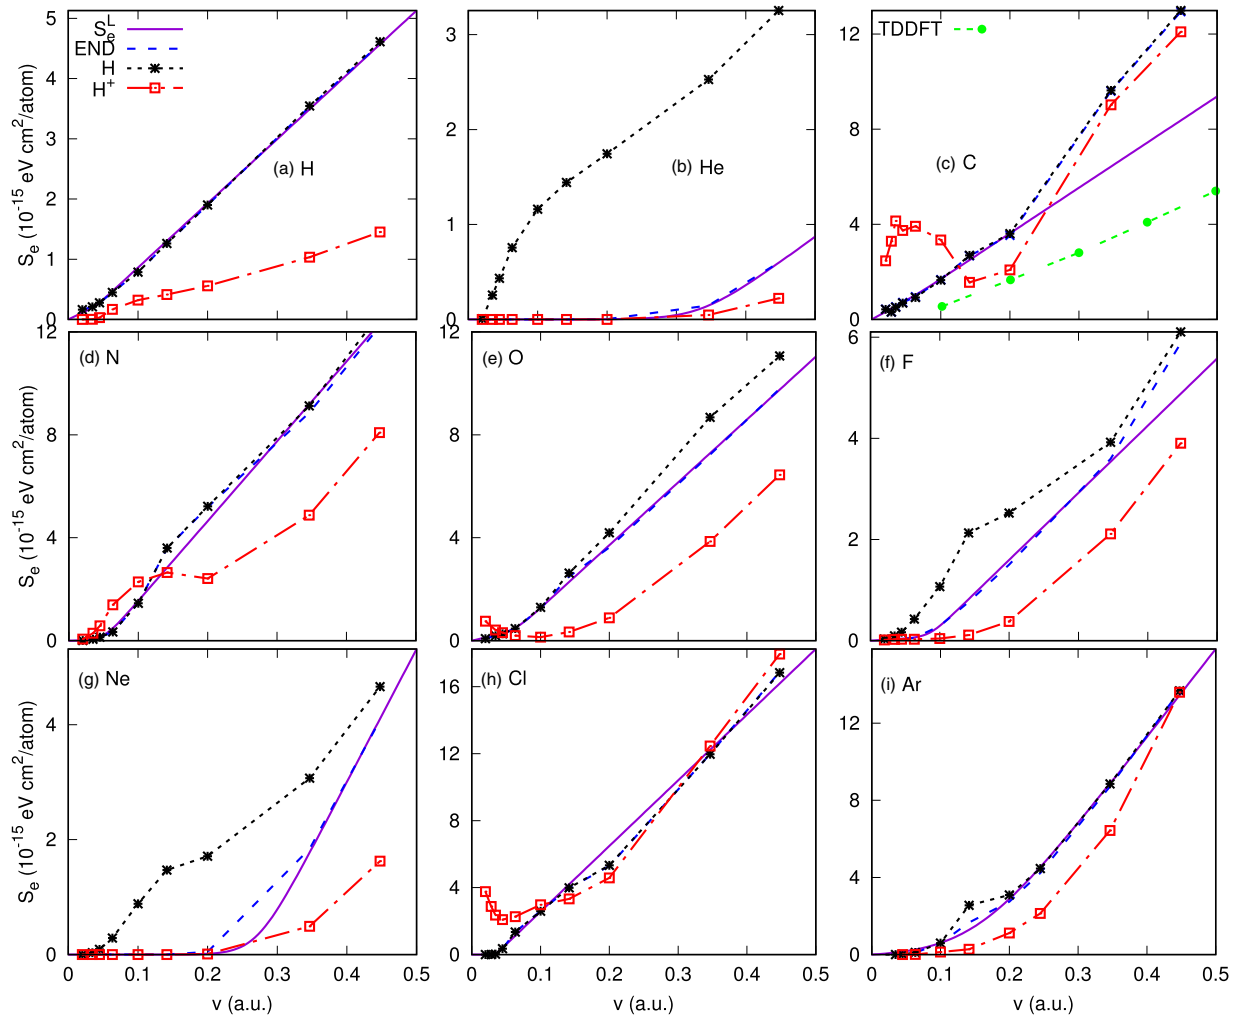 S_e^L
END
H
H+
5
4
3
2
1
0
S_e (10^-15 eV cm^2/atom)
(a) H
3
2
1
0
(b) He
TDDFT
12
8
4
0
(c) C
12
8
4
0
S_e (10^-15 eV cm^2/atom)
(d) N
12
8
4
0
(e) O
6
4
2
0
(f) F
4
2
0
S_e (10^-15 eV cm^2/atom)
(g) Ne
0 0.1 0.2 0.3 0.4 0.5
v (a.u.)
16
12
8
4
0
(h) Cl
0.1 0.2 0.3 0.4 0.5
v (a.u.)
12
8
4
0
(i) Ar
0 0.1 0.2 0.3 0.4 0.5
v (a.u.)